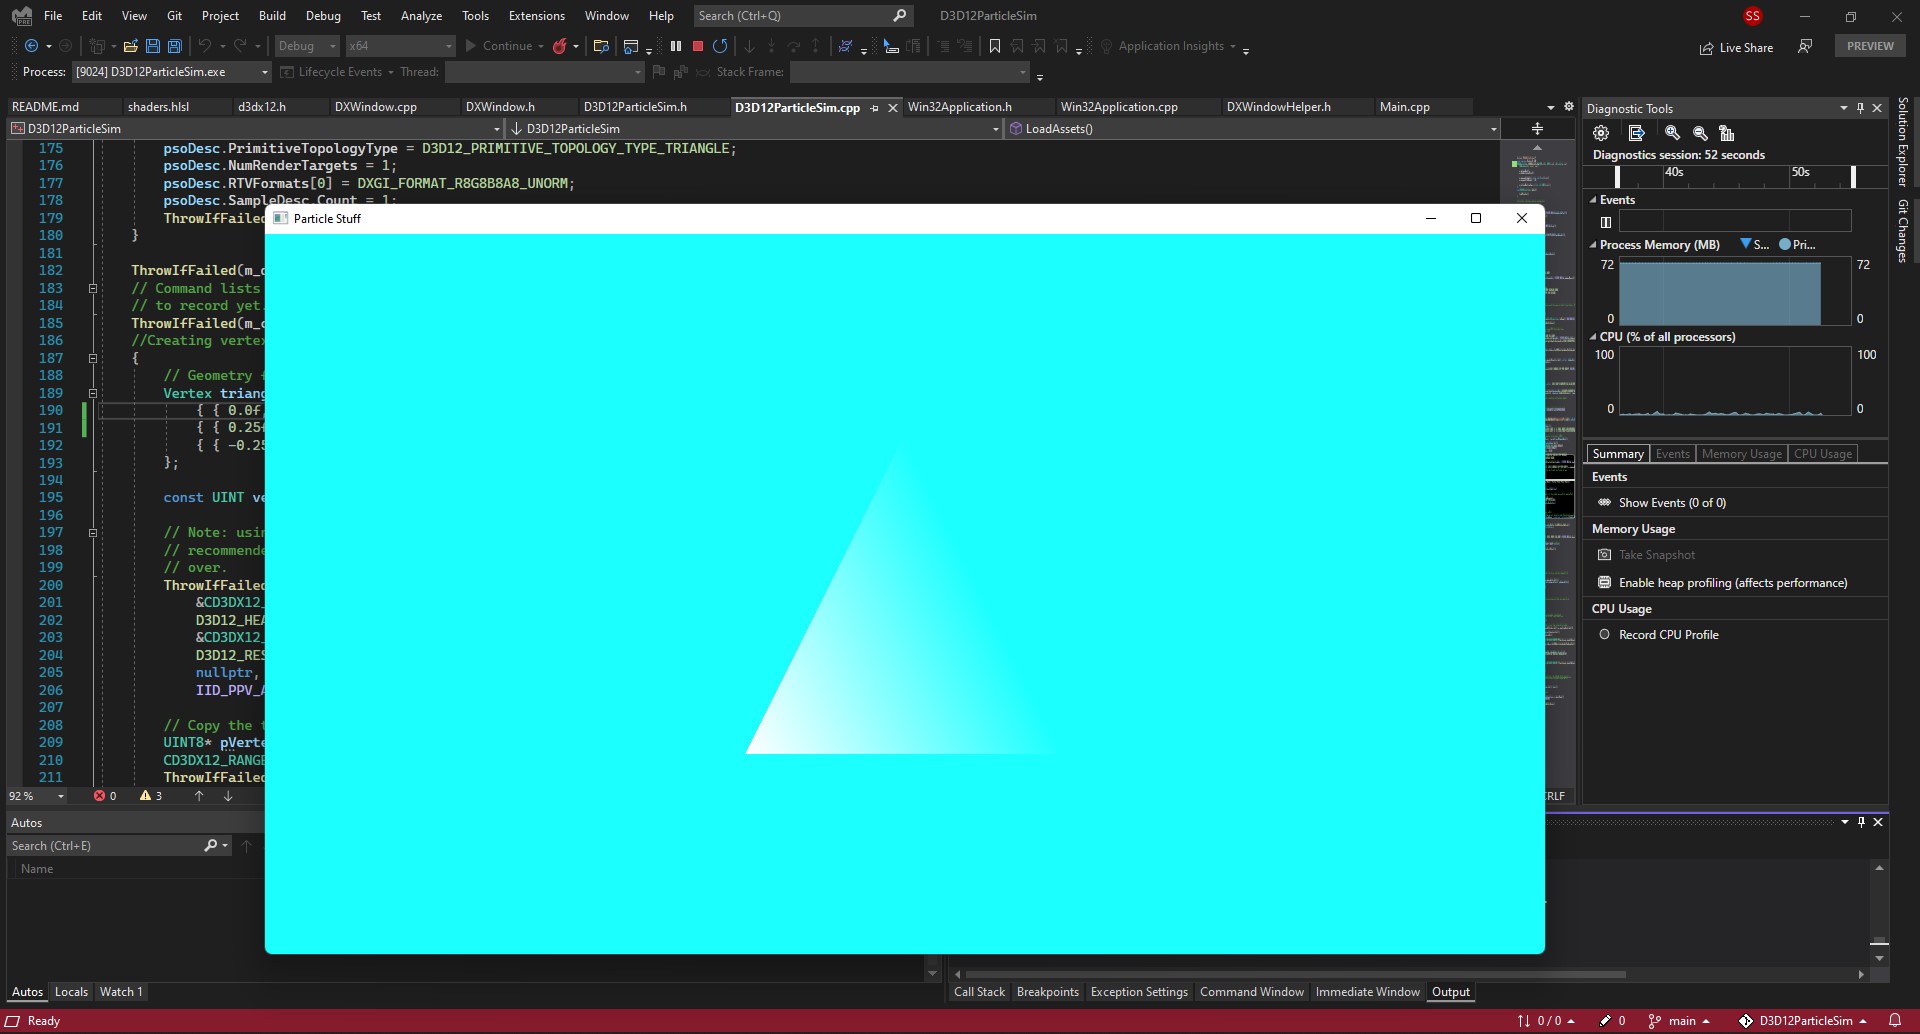 File Edit View Git Project Build Debug Test Analyze Tools Extensions Window Help Search (Ctrl+Q) D3D12ParticleSim SS
Debug x64 Continue Application Insights Live Share PREVIEW
Process: [9024] D3D12ParticleSim.exe Lifecycle Events Thread: Stack Frame:
README.md shaders.hlsl d3dx12.h DXWindow.cpp DXWindow.h D3D12ParticleSim.h D3D12ParticleSim.cpp Win32Application.h Win32Application.cpp DXWindowHelper.h Main.cpp
D3D12ParticleSim D3D12ParticleSim LoadAssets()
175 psoDesc.PrimitiveTopologyType = D3D12_PRIMITIVE_TOPOLOGY_TYPE_TRIANGLE;
176 psoDesc.NumRenderTargets = 1;
177 psoDesc.RTVFormats[0] = DXGI_FORMAT_R8G8B8A8_UNORM;
178 psoDesc.SampleDesc.Count = 1;
179 ThrowIfFailed
180 }
181
182 ThrowIfFailed(m_c
183 // Command lists
184 // to record yet.
185 ThrowIfFailed(m_c
186 //Creating vertex
187 {
188 // Geometry
189 Vertex triang
190 { { 0.0f,
191 { { 0.25f
192 { { -0.25
193 };
194
195 const UINT ve
196
197 // Note: usin
198 // recommende
199 // over.
200 ThrowIfFailed
201 &CD3DX12_
202 D3D12_HEA
203 &CD3DX12_
204 D3D12_RES
205 nullptr,
206 IID_PPV_A
207
208 // Copy the t
209 UINT8* pVerte
210 CD3DX12_RANGE
211 ThrowIfFailed
Particle Stuff
92 % 0 3 CRLF
Autos
Search (Ctrl+E)
Name
Autos Locals Watch 1
Call Stack Breakpoints Exception Settings Command Window Immediate Window Output
Diagnostic Tools
Diagnostics session: 52 seconds
40s 50s
Events
Process Memory (MB) S... Pri...
72 72
0 0
CPU (% of all processors)
100 100
0 0
Summary Events Memory Usage CPU Usage
Events
Show Events (0 of 0)
Memory Usage
Take Snapshot
Enable heap profiling (affects performance)
CPU Usage
Record CPU Profile
Solution Explorer
Git Changes
Ready 0 / 0 0 main D3D12ParticleSim